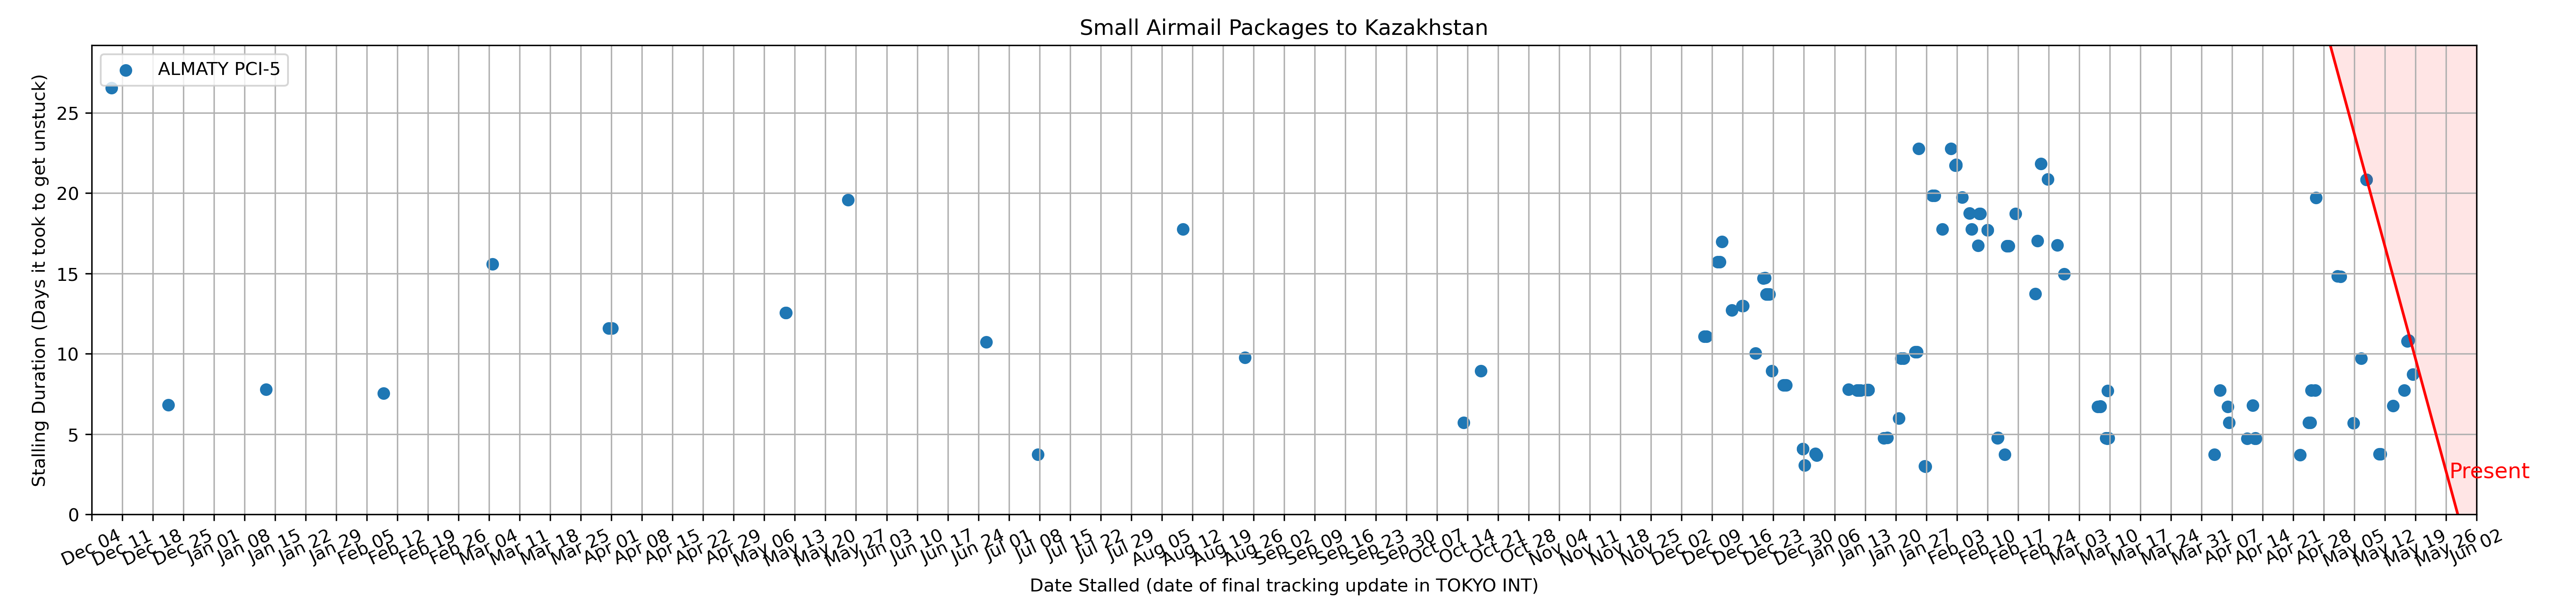 Small Airmail Packages to Kazakhstan
ALMATY PCI-5
Stalling Duration (Days it took to get unstuck)
25
20
15
10
5
0
Present
Dec 04
Dec 11
Dec 18
Dec 25
Jan 01
Jan 08
Jan 15
Jan 22
Jan 29
Feb 05
Feb 12
Feb 19
Feb 26
Mar 04
Mar 11
Mar 18
Mar 25
Apr 01
Apr 08
Apr 15
Apr 22
Apr 29
May 06
May 13
May 20
May 27
Jun 03
Jun 10
Jun 17
Jun 24
Jul 01
Jul 08
Jul 15
Jul 22
Jul 29
Aug 05
Aug 12
Aug 19
Aug 26
Sep 02
Sep 09
Sep 16
Sep 23
Sep 30
Oct 07
Oct 14
Oct 21
Oct 28
Nov 04
Nov 11
Nov 18
Nov 25
Dec 02
Dec 09
Dec 16
Dec 23
Dec 30
Jan 06
Jan 13
Jan 20
Jan 27
Feb 03
Feb 10
Feb 17
Feb 24
Mar 03
Mar 10
Mar 17
Mar 24
Mar 31
Apr 07
Apr 14
Apr 21
Apr 28
May 05
May 12
May 19
May 26
Jun 02
Date Stalled (date of final tracking update in TOKYO INT)